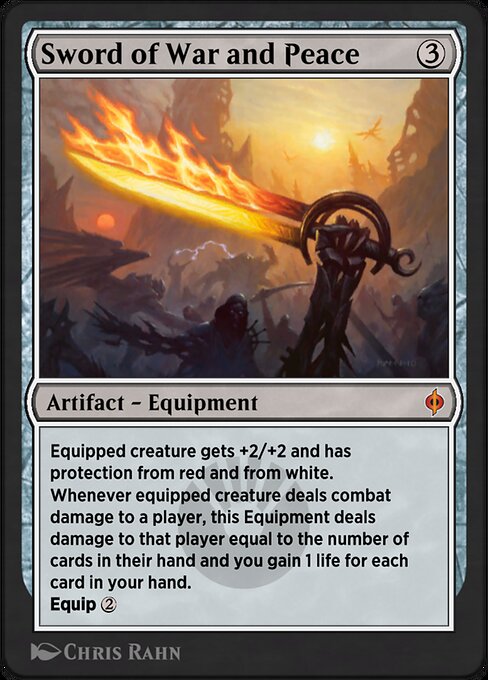 Sword of War and Peace 3
Artifact – Equipment
Equipped creature gets +2/+2 and has
protection from red and from white.
Whenever equipped creature deals combat
damage to a player, this Equipment deals
damage to that player equal to the number of
cards in their hand and you gain 1 life for each
card in your hand.
Equip 2
Chris Rahn